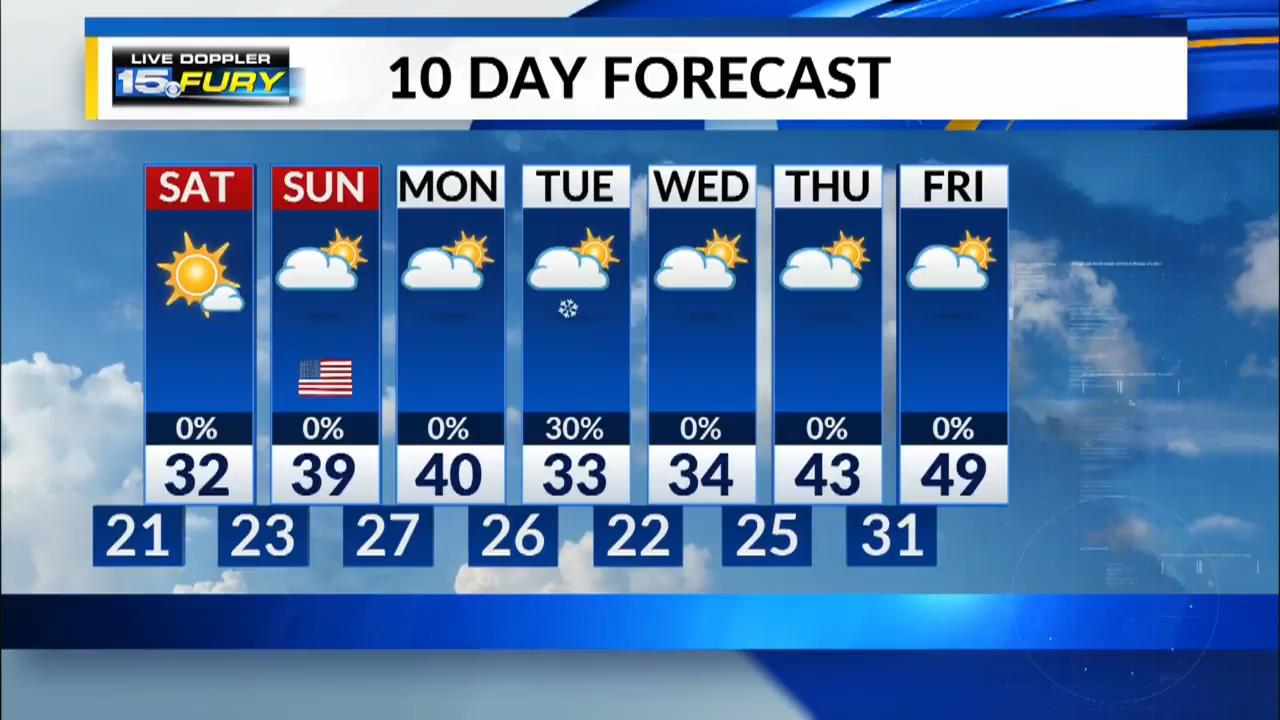 LIVE DOPPLER
15 FURY
10 DAY FORECAST
SAT SUN MON TUE WED THU FRI
0% 0% 0% 30% 0% 0% 0%
32 39 40 33 34 43 49
21 23 27 26 22 25 31